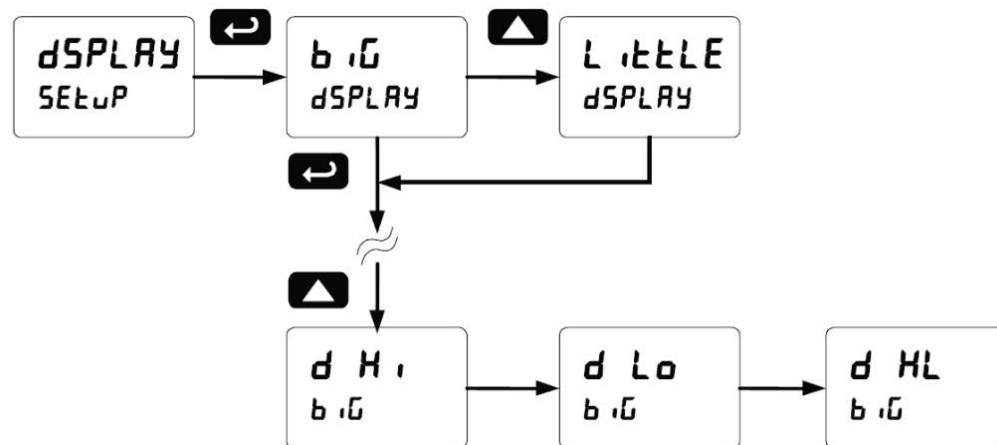 dSPLAY
SEtuP
biG
dSPLAY
LittLE
dSPLAY
d Hi
biG
d Lo
biG
d HL
biG